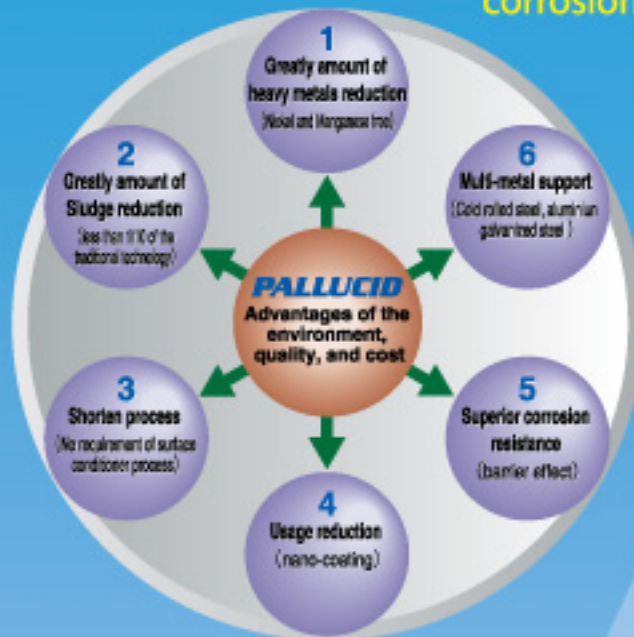 corrosion
1
Greatly amount of
heavy metals reduction
(Nickel and Manganese free)
2
Greatly amount of
Sludge reduction
(less than 1/10 of the
traditional technology)
6
Multi-metal support
(Cold rolled steel, aluminian
galvanized steel )
PALLUCID
Advantages of the
environment,
quality, and cost
3
Shorten process
(No requirement of surface
conditioner process)
5
Superior corrosion
resistance
(barrier effect)
4
Usage reduction
(nano-coating)